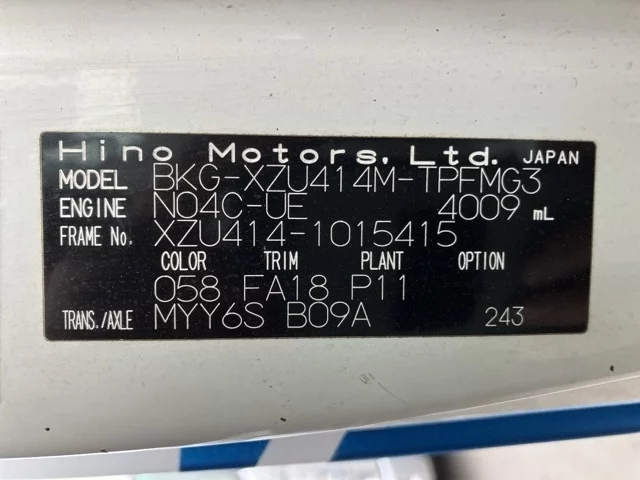 Hino Motors, Ltd. JAPAN
MODEL BKG-XZU414M-TPFMG3
ENGINE N04C-UE 4009 mL
FRAME No. XZU414-1015415
COLOR TRIM PLANT OPTION
058 FA18 P11
TRANS./AXLE MYY6S B09A 243